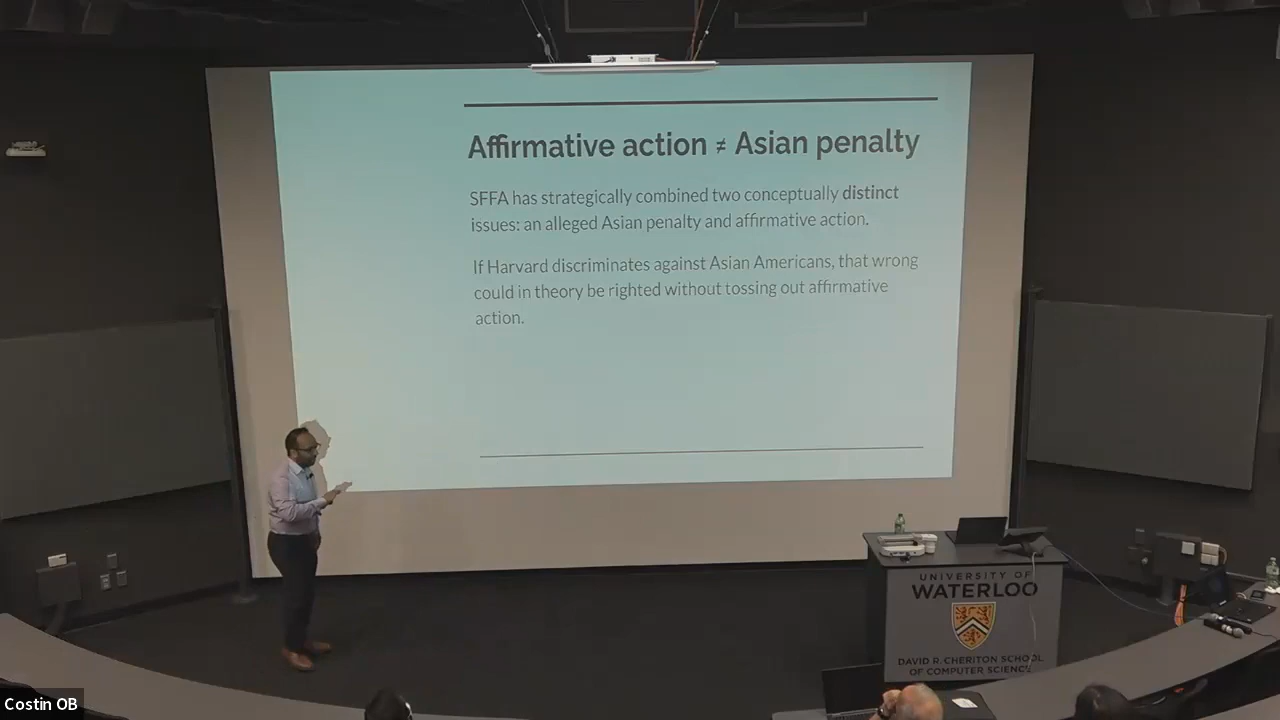 Affirmative action ≠ Asian penalty
SFFA has strategically combined two conceptually distinct
issues: an alleged Asian penalty and affirmative action.
If Harvard discriminates against Asian Americans, that wrong
could in theory be righted without tossing out affirmative
action.
UNIVERSITY OF
WATERLOO
DAVID R. CHERITON SCHOOL
OF COMPUTER SCIENCE
Costin OB